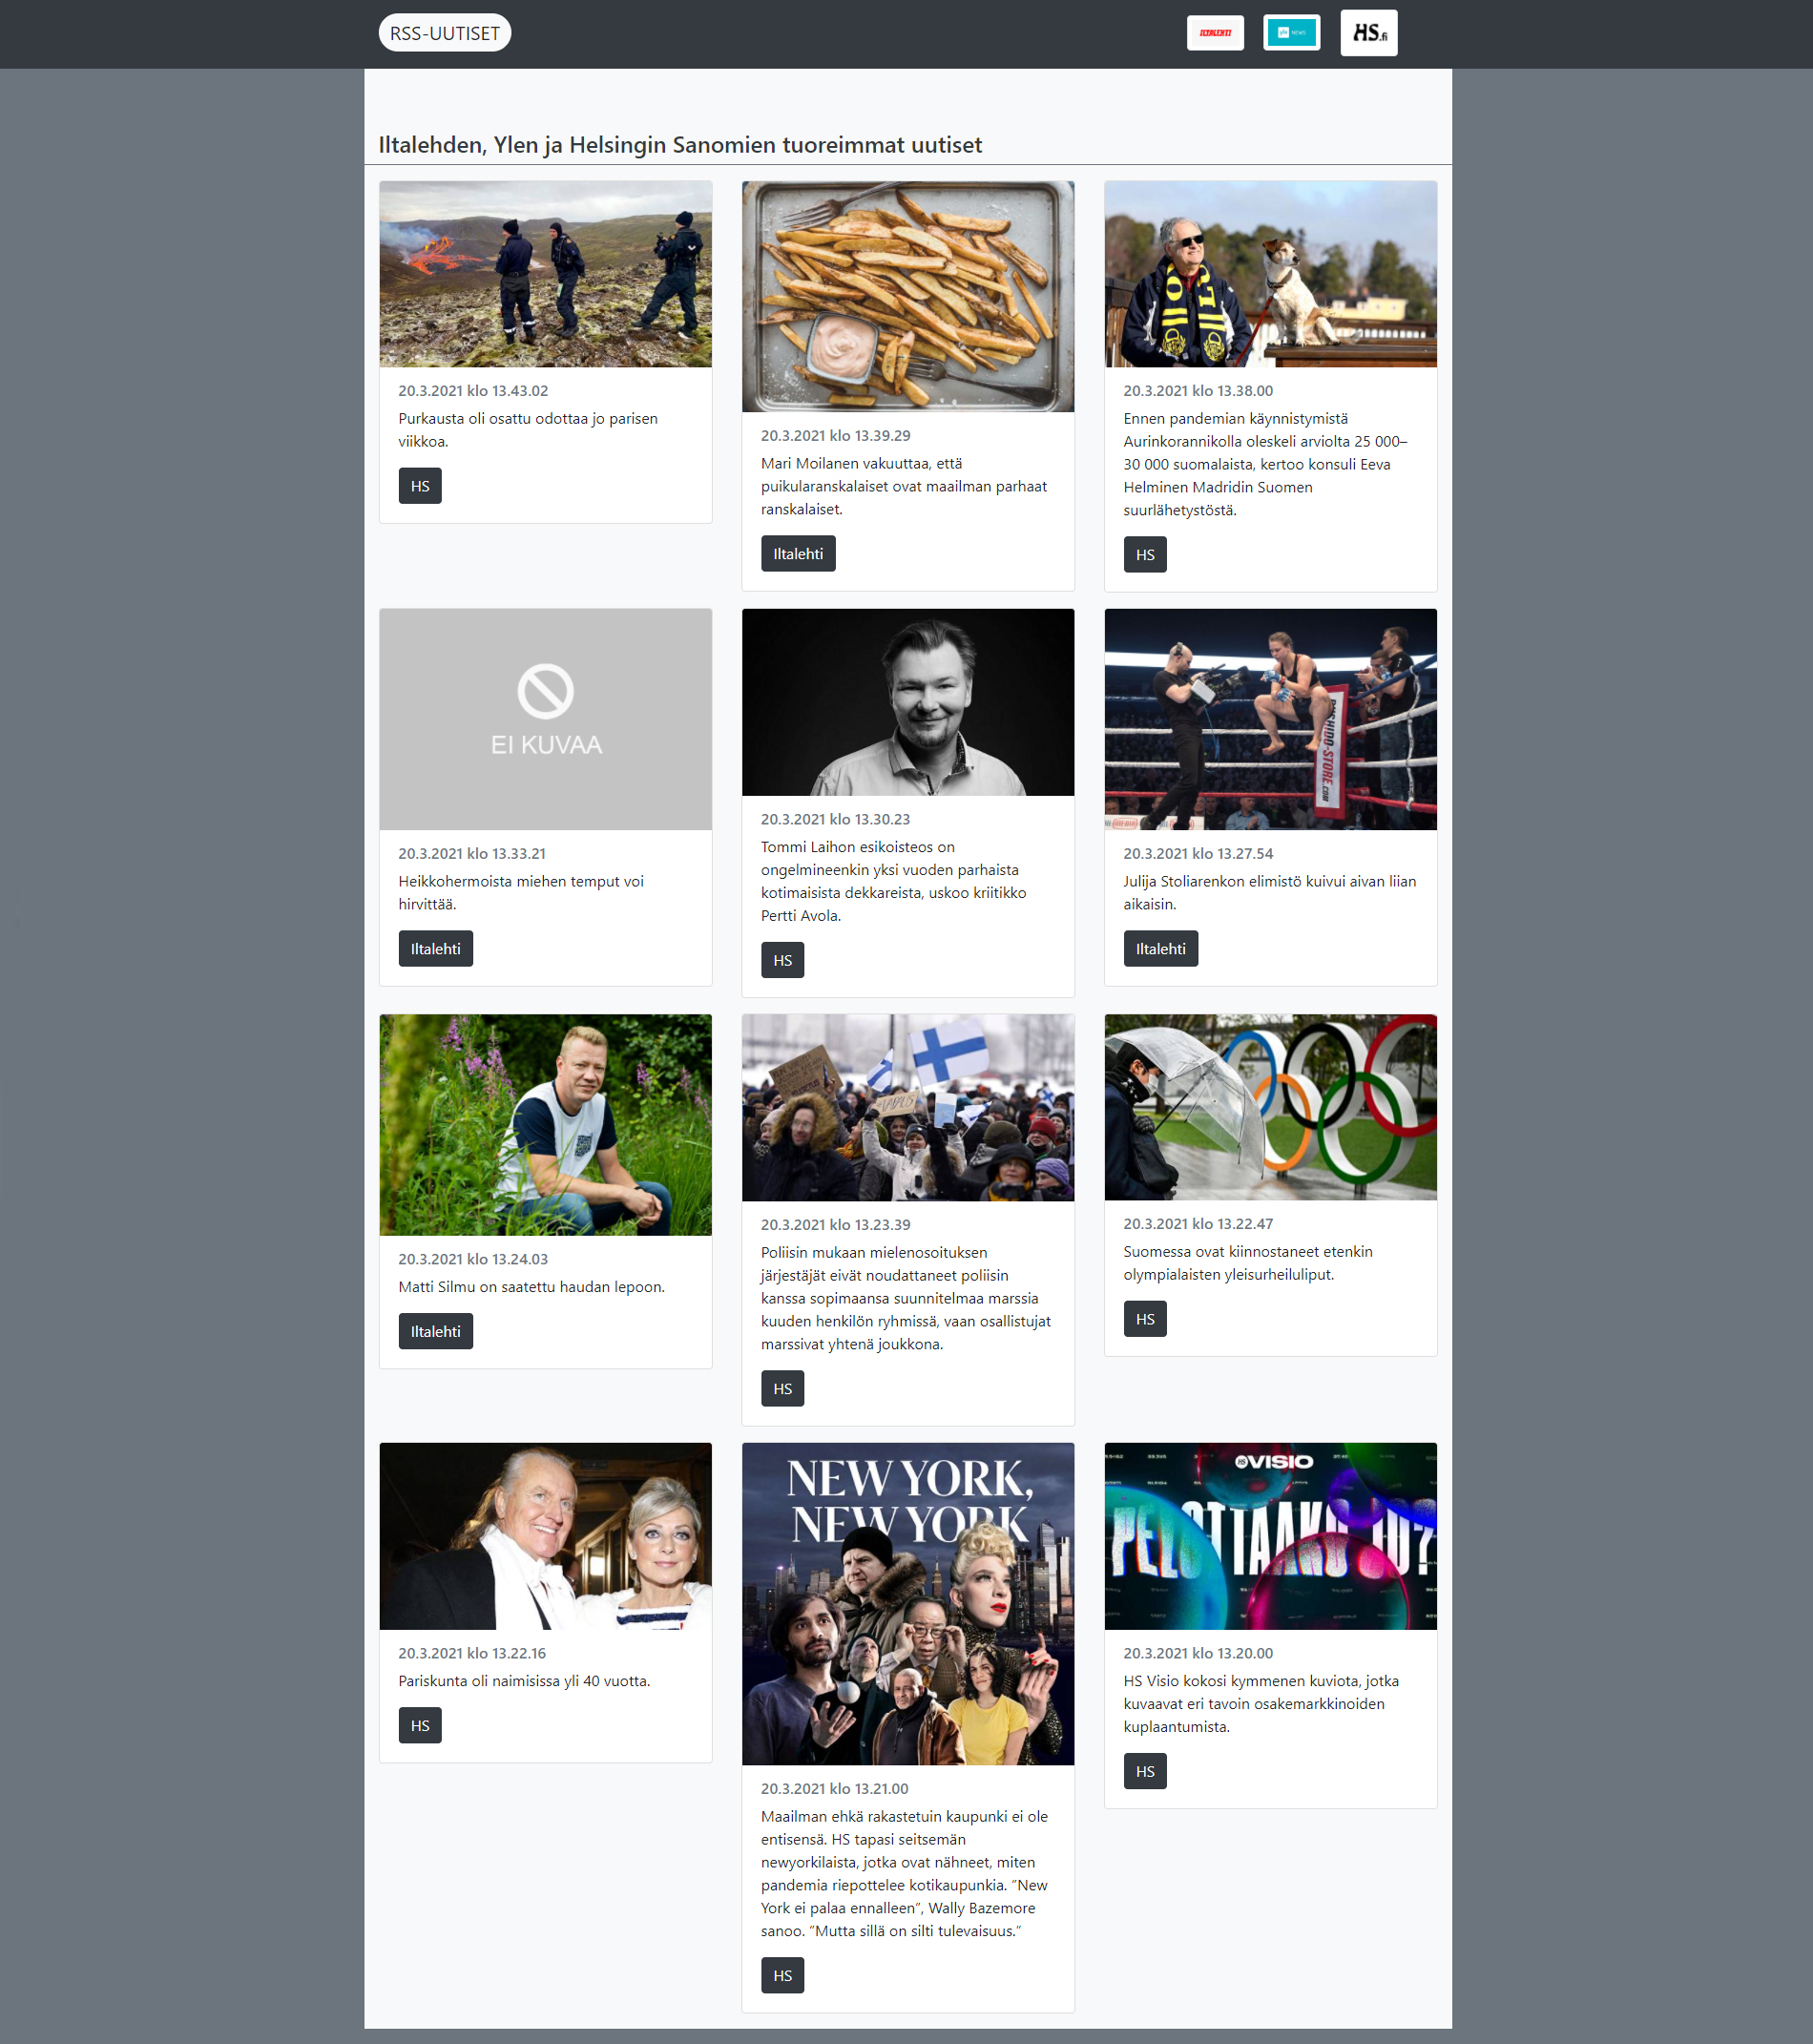 RSS-UUTISET
ILTALEHTI
yle NEWS
HS.fi
Iltalehden, Ylen ja Helsingin Sanomien tuoreimmat uutiset
20.3.2021 klo 13.43.02
Purkausta oli osattu odottaa jo parisen
viikkoa.
HS
20.3.2021 klo 13.39.29
Mari Moilanen vakuuttaa, että
puikularanskalaiset ovat maailman parhaat
ranskalaiset.
Iltalehti
20.3.2021 klo 13.38.00
Ennen pandemian käynnistymistä
Aurinkorannikolla oleskeli arviolta 25 000–
30 000 suomalaista, kertoo konsuli Eeva
Helminen Madridin Suomen
suurlähetystöstä.
HS
EI KUVAA
20.3.2021 klo 13.33.21
Heikkohermoista miehen temput voi
hirvittää.
Iltalehti
20.3.2021 klo 13.30.23
Tommi Laihon esikoisteos on
ongelmineenkin yksi vuoden parhaista
kotimaisista dekkareista, uskoo kriitikko
Pertti Avola.
HS
BUSHIDO-STORE.com
20.3.2021 klo 13.27.54
Julija Stoliarenkon elimistö kuivui aivan liian
aikaisin.
Iltalehti
20.3.2021 klo 13.24.03
Matti Silmu on saatettu haudan lepoon.
Iltalehti
20.3.2021 klo 13.23.39
Poliisin mukaan mielenosoituksen
järjestäjät eivät noudattaneet poliisin
kanssa sopimaansa suunnitelmaa marssia
kuuden henkilön ryhmissä, vaan osallistujat
marssivat yhtenä joukkona.
HS
20.3.2021 klo 13.22.47
Suomessa ovat kiinnostaneet etenkin
olympialaisten yleisurheiluliput.
HS
20.3.2021 klo 13.22.16
Pariskunta oli naimisissa yli 40 vuotta.
HS
NEW YORK,
NEW YORK
20.3.2021 klo 13.21.00
Maailman ehkä rakastetuin kaupunki ei ole
entisensä. HS tapasi seitsemän
newyorkilaista, jotka ovat nähneet, miten
pandemia riepottelee kotikaupunkia. ”New
York ei palaa ennalleen”, Wally Bazemore
sanoo. ”Mutta sillä on silti tulevaisuus.”
HS
HS VISIO
PELOTTAAKO JO?
20.3.2021 klo 13.20.00
HS Visio kokosi kymmenen kuviota, jotka
kuvaavat eri tavoin osakemarkkinoiden
kuplaantumista.
HS